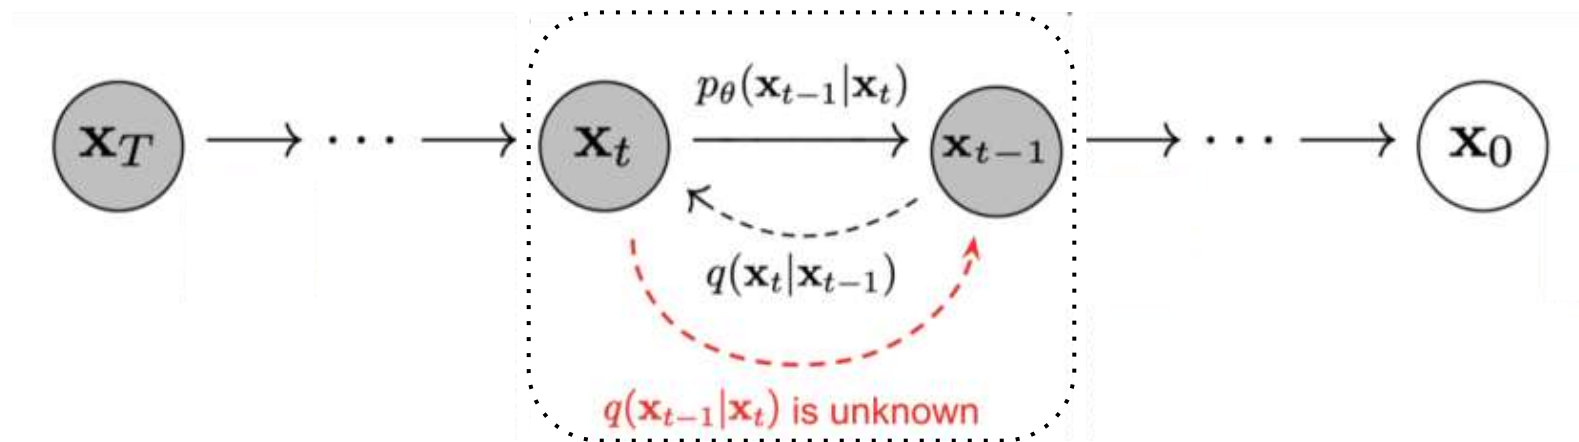 p_θ(x_{t−1}|x_t)
x_T → ⋯ → x_t → x_{t−1} → ⋯ → x_0
q(x_t|x_{t−1})
q(x_{t−1}|x_t) is unknown